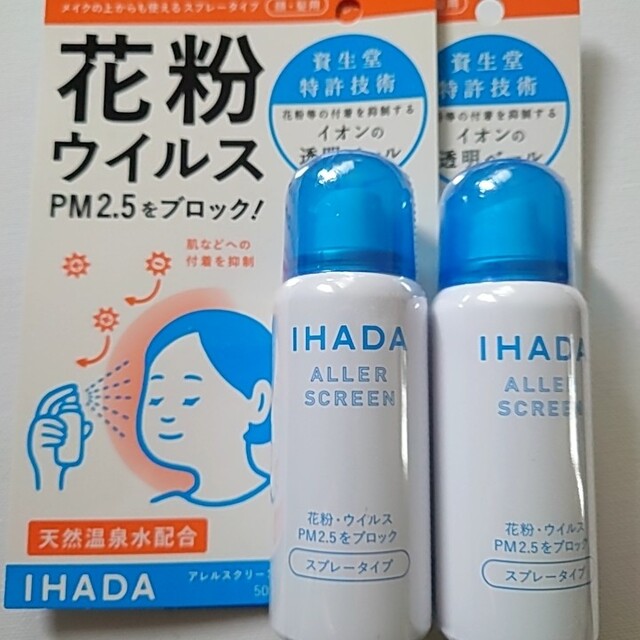 メイクの上からも使えるスプレータイプ
顔・髪用
花粉
ウイルス
PM2.5をブロック!
肌などへの
付着を抑制
資生堂
特許技術
花粉等の付着を抑制する
イオンの
天然温泉水配合
IHADA
アレルスクリー
50
IHADA
ALLER
SCREEN
花粉・ウイルス
PM2.5をブロック
スプレータイプ
資生堂
特許技術
の付着を抑制する
イオンの
透明
IHADA
ALLER
SCREEN
花粉・ウイルス
PM2.5をブロック
スプレータイプ